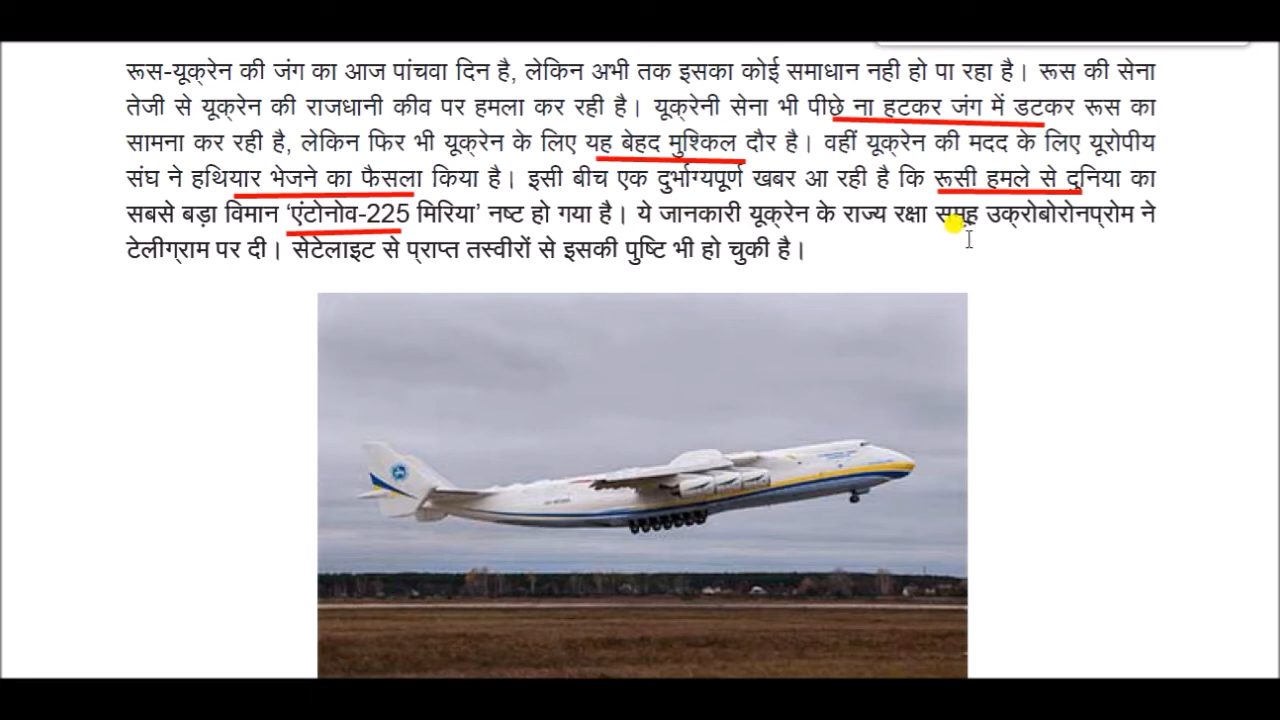 रूस-यूक्रेन की जंग का आज पांचवा दिन है, लेकिन अभी तक इसका कोई समाधान नही हो पा रहा है। रूस की सेना
तेजी से यूक्रेन की राजधानी कीव पर हमला कर रही है। यूक्रेनी सेना भी पीछे ना हटकर जंग में डटकर रूस का
सामना कर रही है, लेकिन फिर भी यूक्रेन के लिए यह बेहद मुश्किल दौर है। वहीं यूक्रेन की मदद के लिए यूरोपीय
संघ ने हथियार भेजने का फैसला किया है। इसी बीच एक दुर्भाग्यपूर्ण खबर आ रही है कि रूसी हमले से दुनिया का
सबसे बड़ा विमान ‘एंटोनोव-225 मिरिया’ नष्ट हो गया है। ये जानकारी यूक्रेन के राज्य रक्षा समूह उक्रोबोरोनप्रोम ने
टेलीग्राम पर दी। सेटेलाइट से प्राप्त तस्वीरों से इसकी पुष्टि भी हो चुकी है।